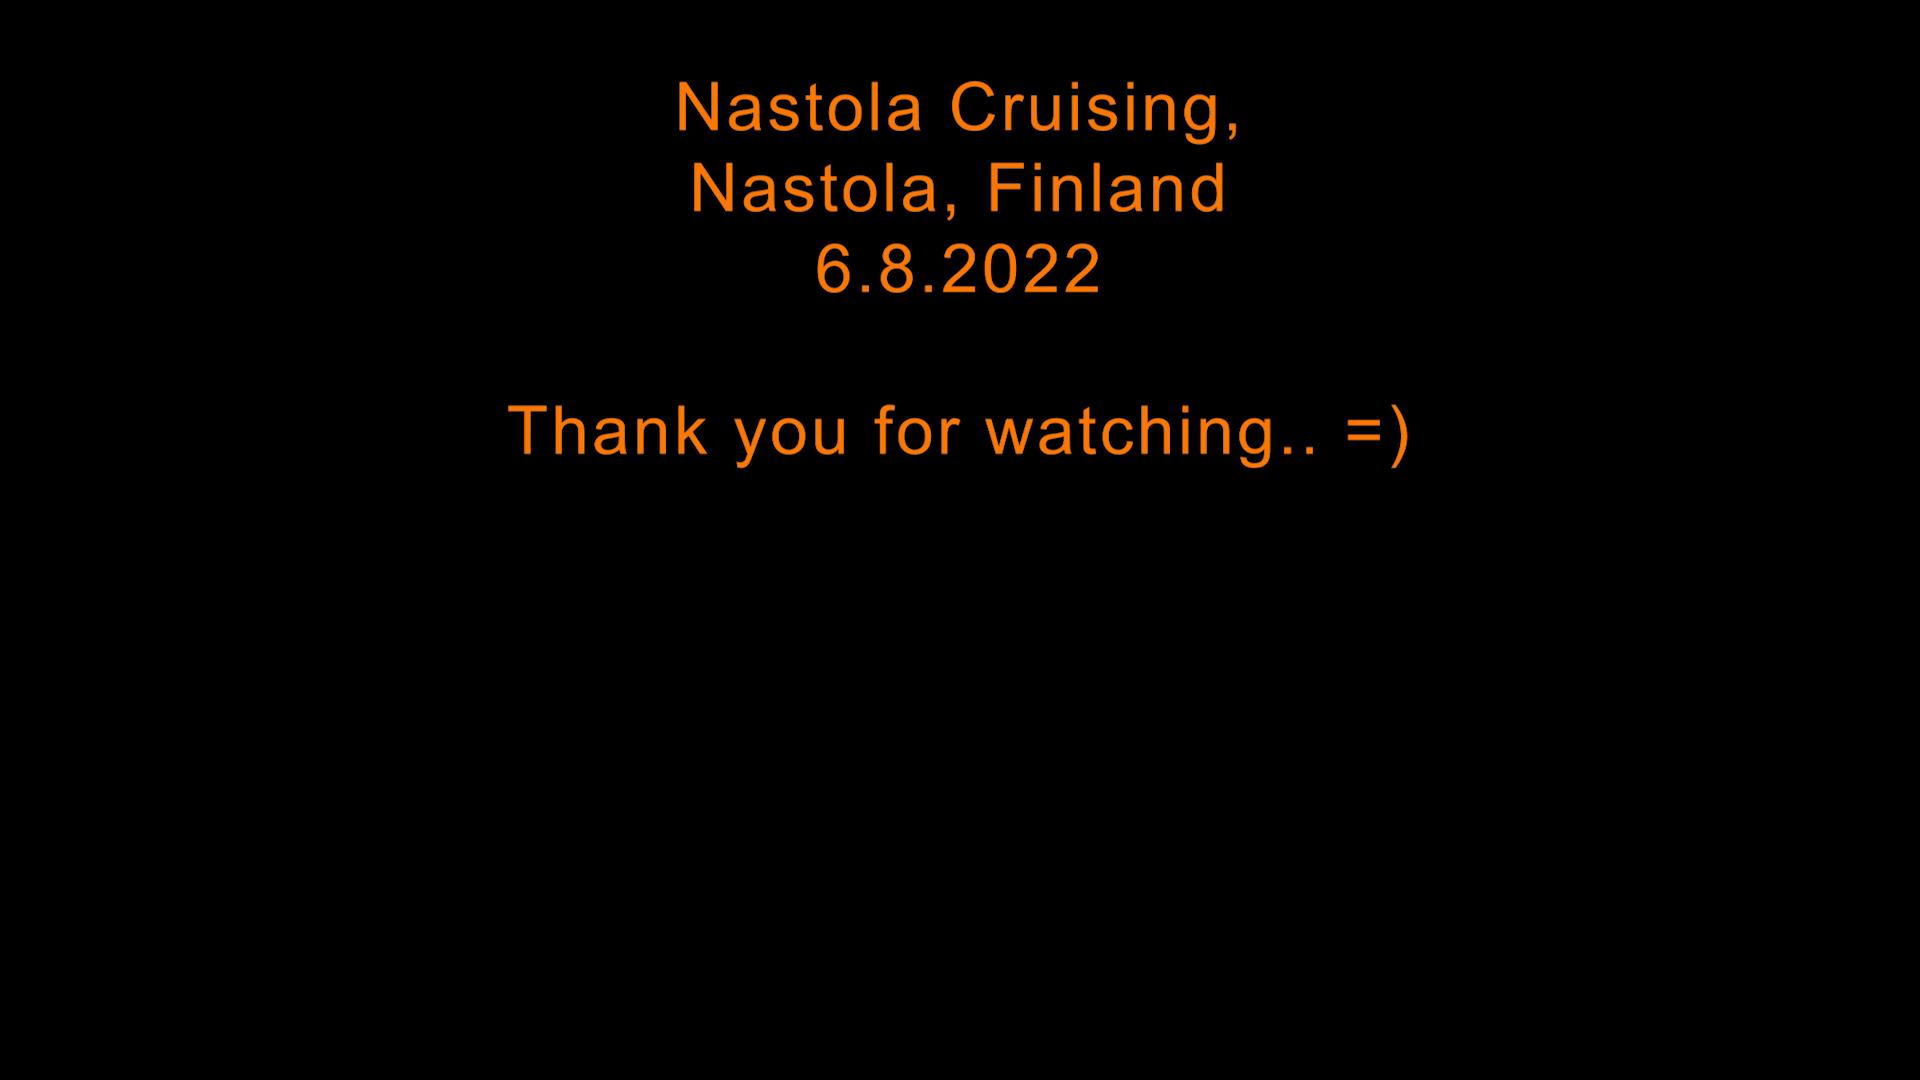 Nastola Cruising,
Nastola, Finland
6.8.2022
Thank you for watching.. =)